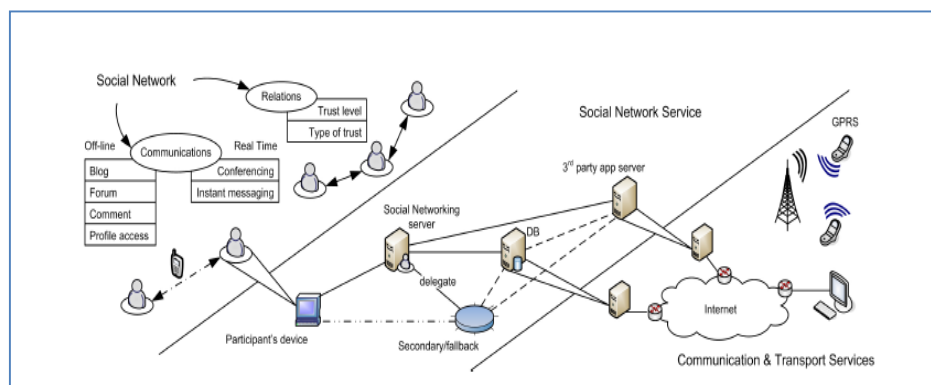 Social Network
Relations
Trust level
Type of trust
Off-line
Communications
Real Time
Blog
Forum
Comment
Profile access
Conferencing
Instant messaging
Social Network Service
GPRS
3rd party app server
Social Networking
server
DB
delegate
Participant's device
Secondary/fallback
Internet
Communication & Transport Services